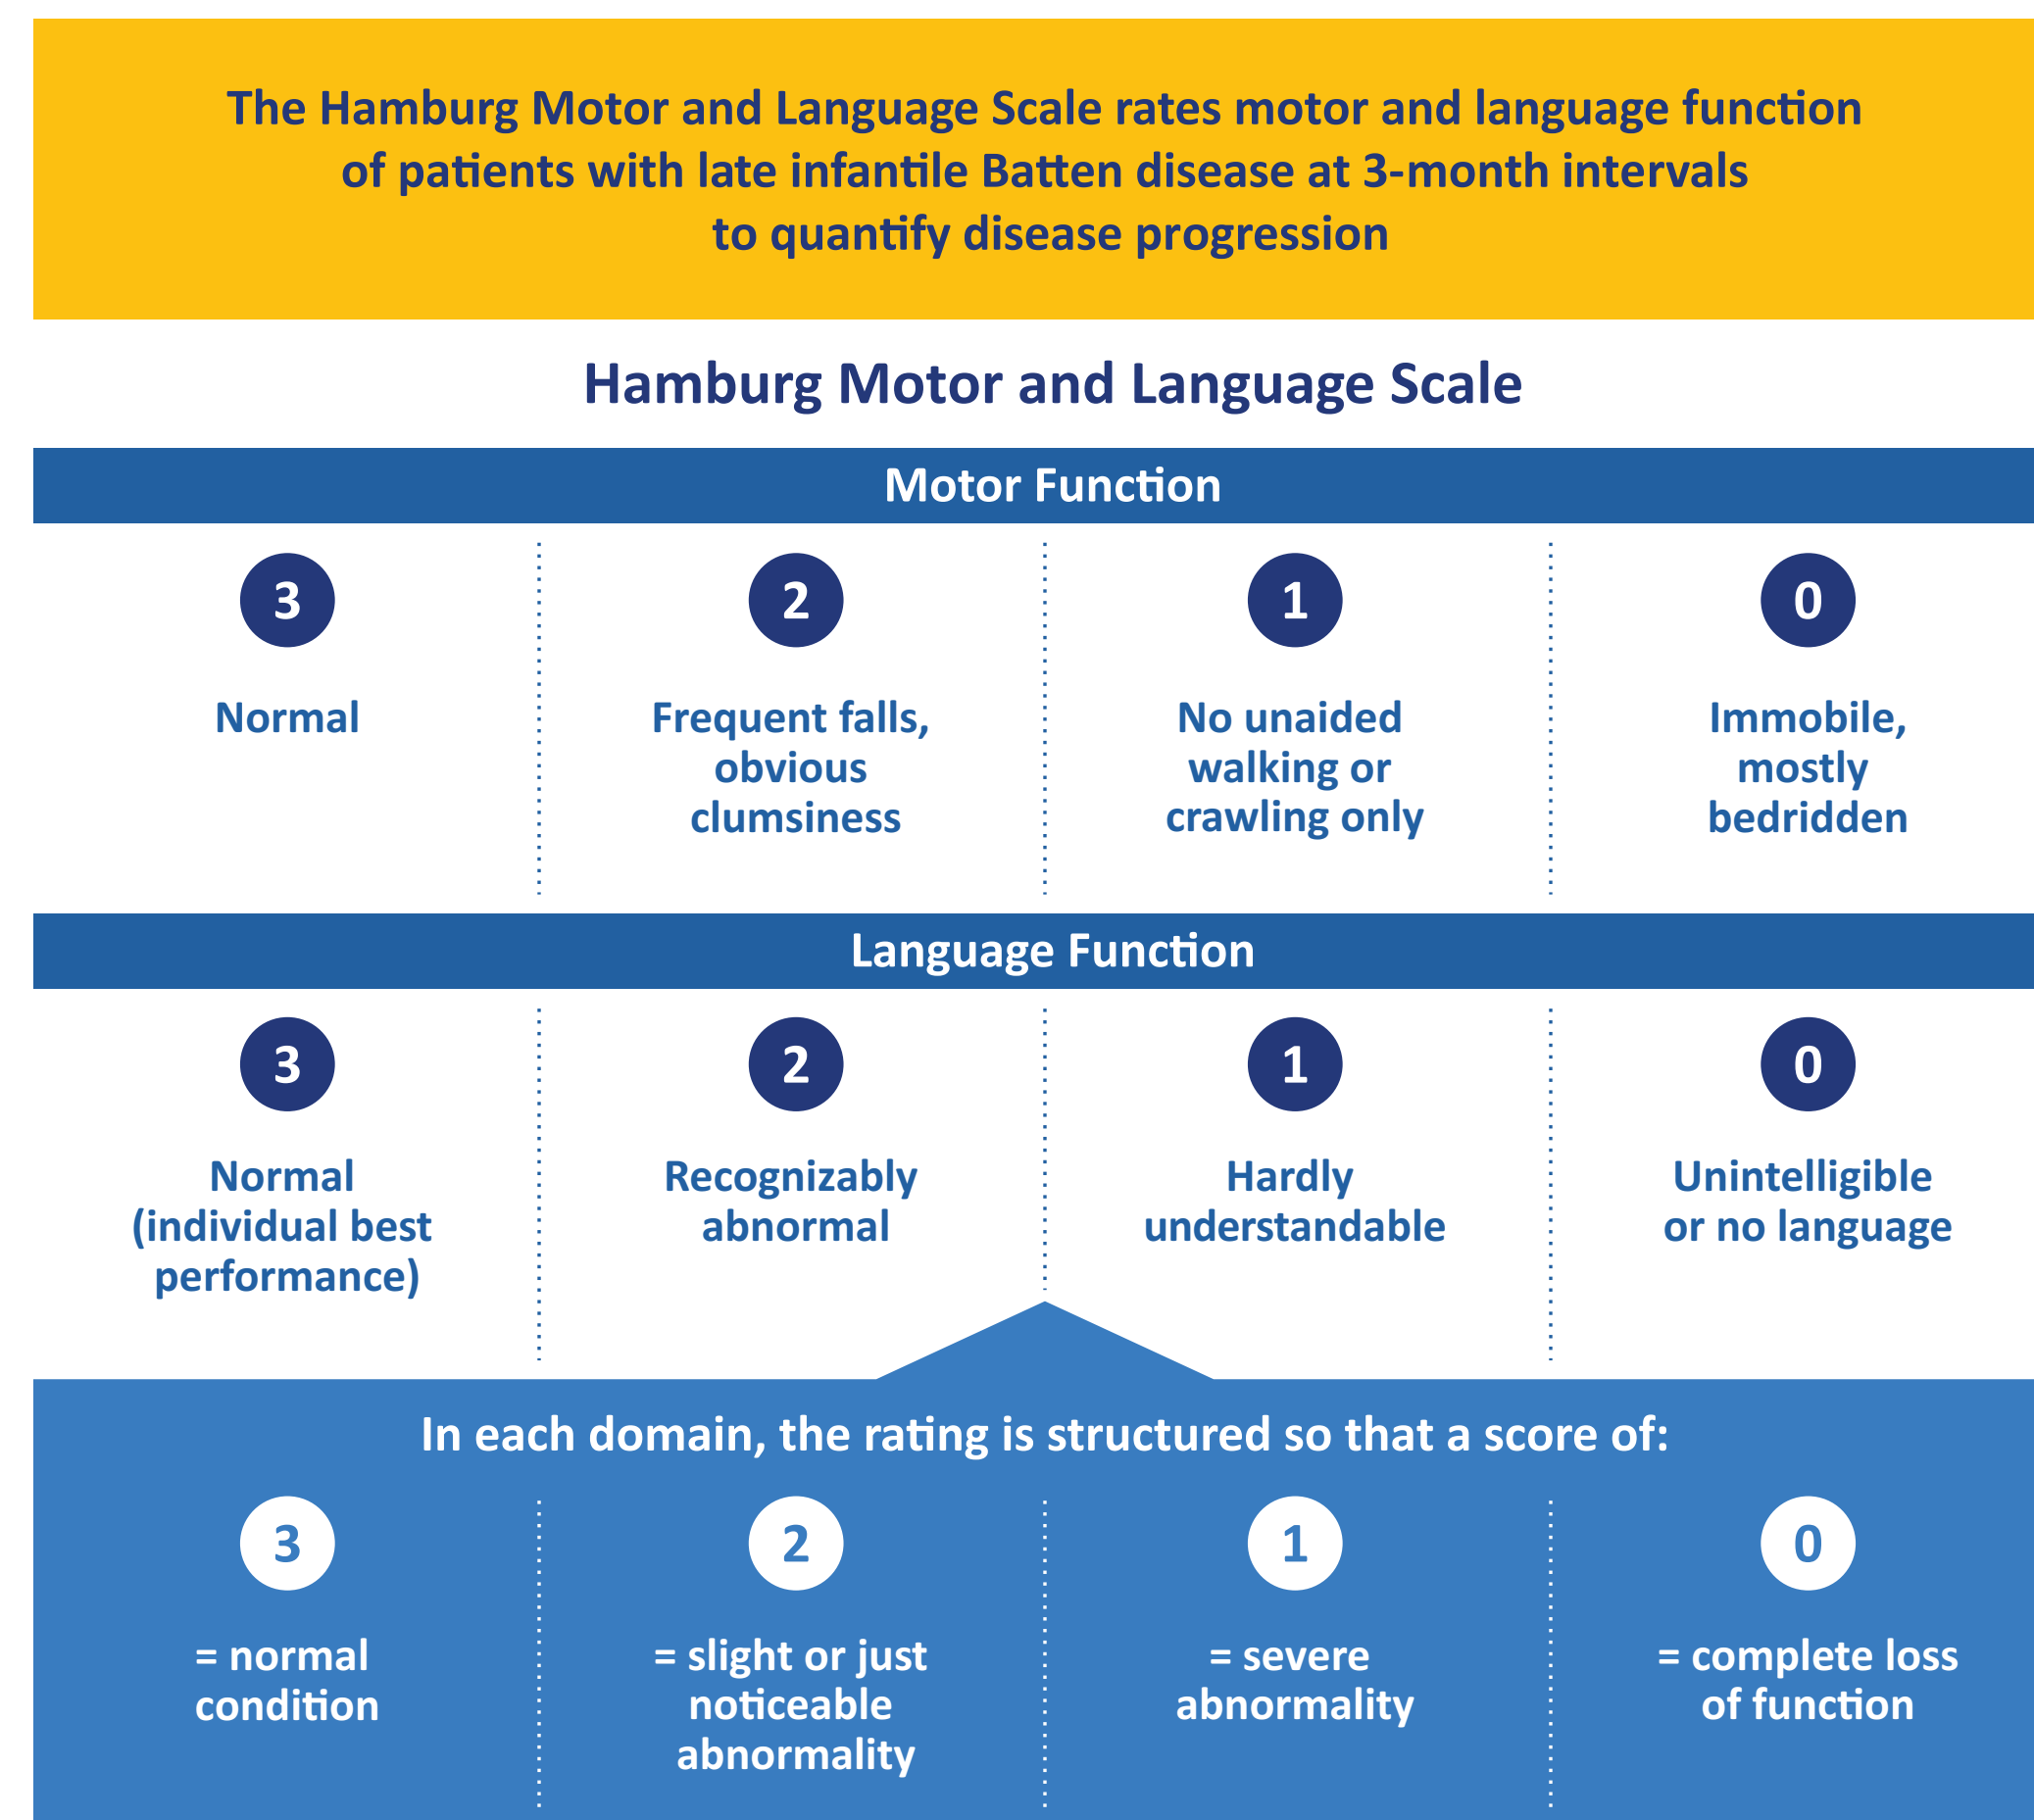 The Hamburg Motor and Language Scale rates motor and language function
of patients with late infantile Batten disease at 3-month intervals
to quantify disease progression
Hamburg Motor and Language Scale
Motor Function
3
Normal
2
Frequent falls,
obvious
clumsiness
1
No unaided
walking or
crawling only
0
Immobile,
mostly
bedridden
Language Function
3
Normal
(individual best
performance)
2
Recognizably
abnormal
1
Hardly
understandable
0
Unintelligible
or no language
In each domain, the rating is structured so that a score of:
3
= normal
condition
2
= slight or just
noticeable
abnormality
1
= severe
abnormality
0
= complete loss
of function